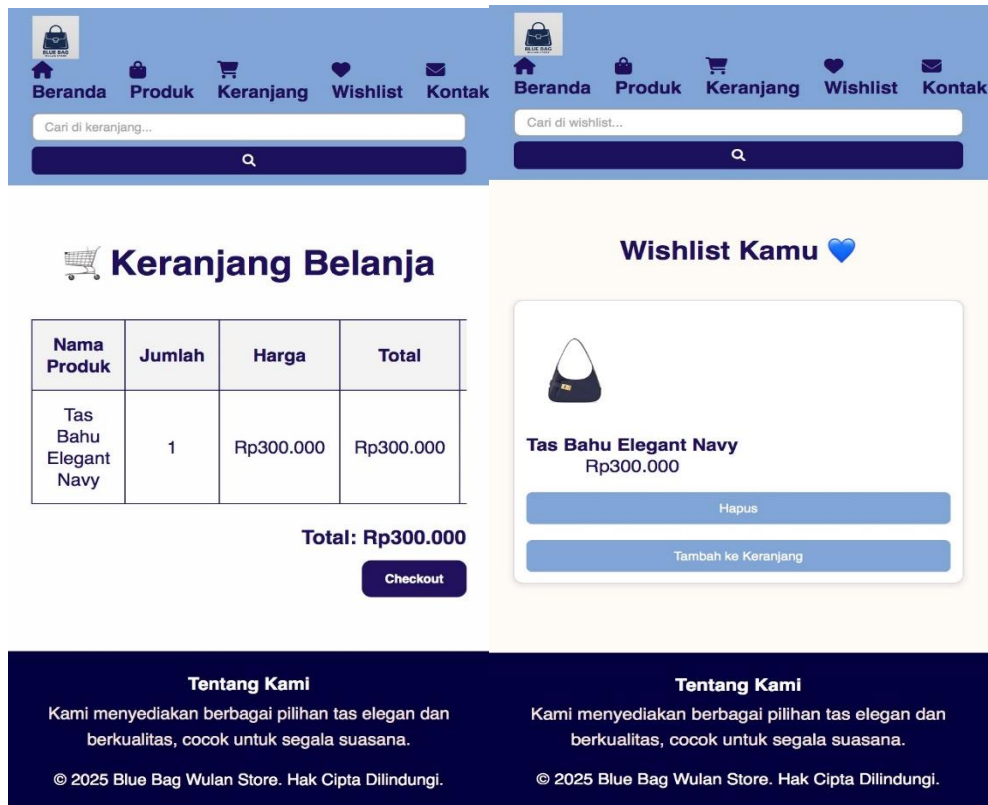 BLUE BAG
WULAN STORE
Beranda Produk Keranjang Wishlist Kontak
Cari di keranjang...
Keranjang Belanja
Nama Produk Jumlah Harga Total
Tas Bahu Elegant Navy 1 Rp300.000 Rp300.000
Total: Rp300.000
Checkout
Tentang Kami
Kami menyediakan berbagai pilihan tas elegan dan
berkualitas, cocok untuk segala suasana.
© 2025 Blue Bag Wulan Store. Hak Cipta Dilindungi.
BLUE BAG
WULAN STORE
Beranda Produk Keranjang Wishlist Kontak
Cari di wishlist...
Wishlist Kamu 💙
Tas Bahu Elegant Navy
Rp300.000
Hapus
Tambah ke Keranjang
Tentang Kami
Kami menyediakan berbagai pilihan tas elegan dan
berkualitas, cocok untuk segala suasana.
© 2025 Blue Bag Wulan Store. Hak Cipta Dilindungi.